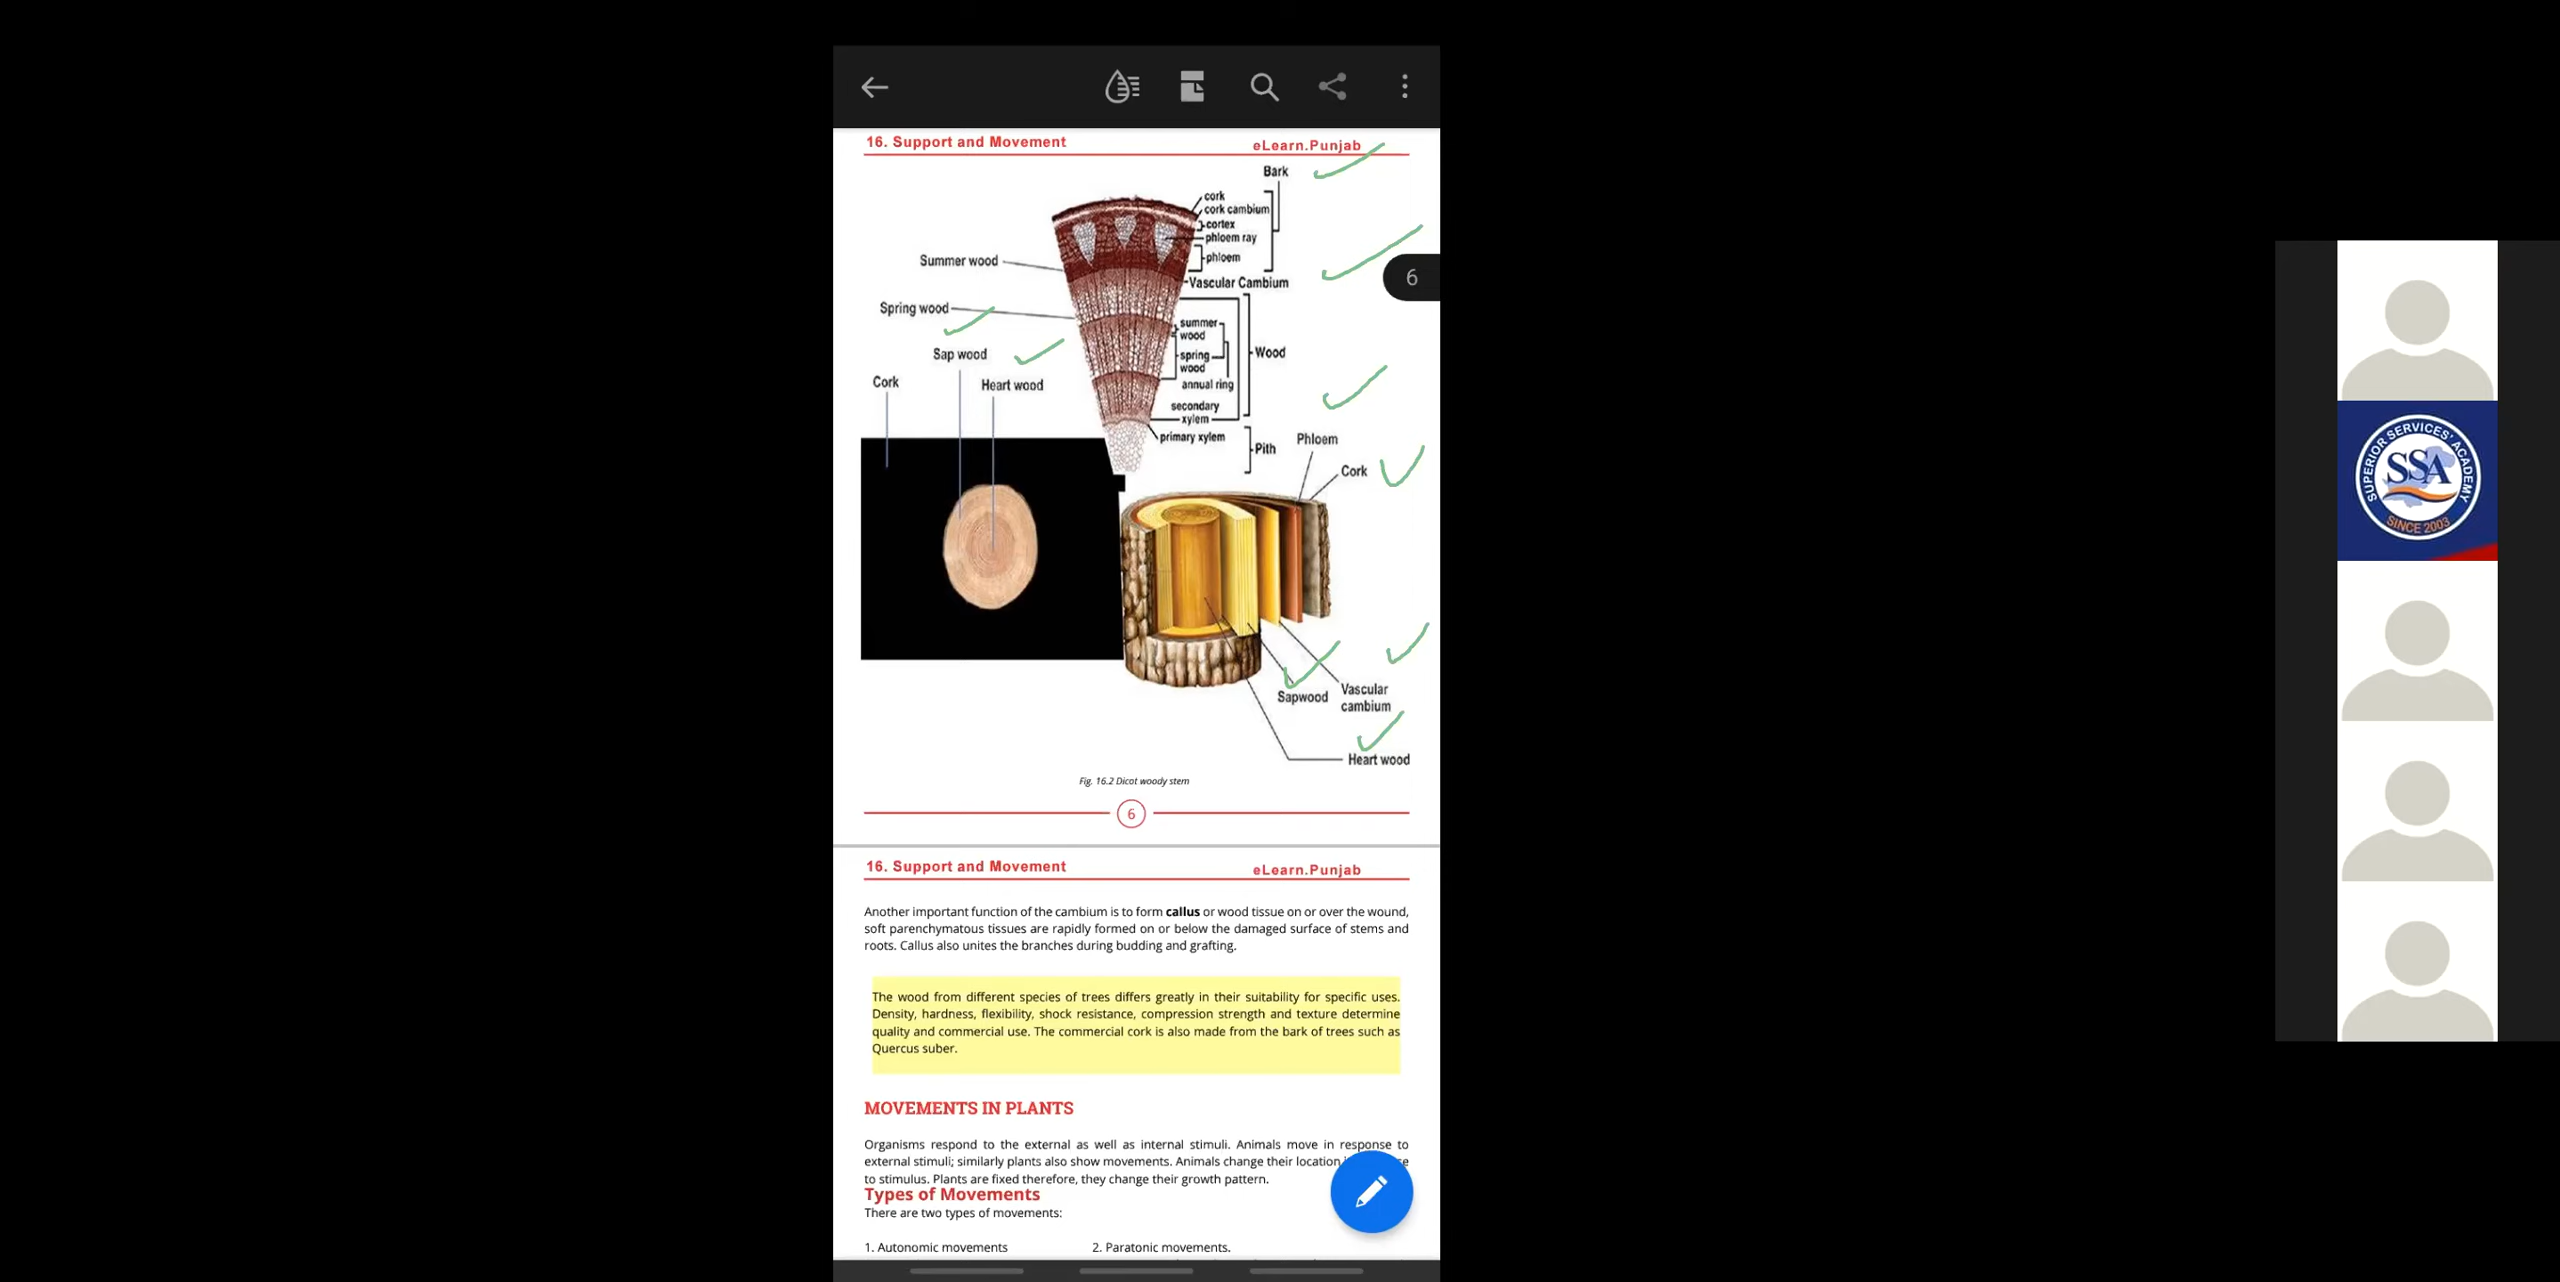 16. Support and Movement
eLearn.Punjab
Bark
cork
cork cambium
cortex
phloem ray
phloem
Vascular Cambium
Summer wood
Spring wood
Sap wood
Cork
Heart wood
summer
wood
spring
wood
annual ring
Wood
secondary
xylem
primary xylem
Pith
Phloem
Cork
Sapwood
Vascular
cambium
Heart wood
Fig. 16.2 Dicot woody stem
6
6
16. Support and Movement
eLearn.Punjab
Another important function of the cambium is to form callus or wood tissue on or over the wound,
soft parenchymatous tissues are rapidly formed on or below the damaged surface of stems and
roots. Callus also unites the branches during budding and grafting.
The wood from different species of trees differs greatly in their suitability for specific uses.
Density, hardness, flexibility, shock resistance, compression strength and texture determine
quality and commercial use. The commercial cork is also made from the bark of trees such as
Quercus suber.
MOVEMENTS IN PLANTS
Organisms respond to the external as well as internal stimuli. Animals move in response to
external stimuli; similarly plants also show movements. Animals change their location
to stimulus. Plants are fixed therefore, they change their growth pattern.
Types of Movements
There are two types of movements:
1. Autonomic movements 2. Paratonic movements.
SUPERIOR SERVICES' ACADEMY
SSA
SINCE 2003